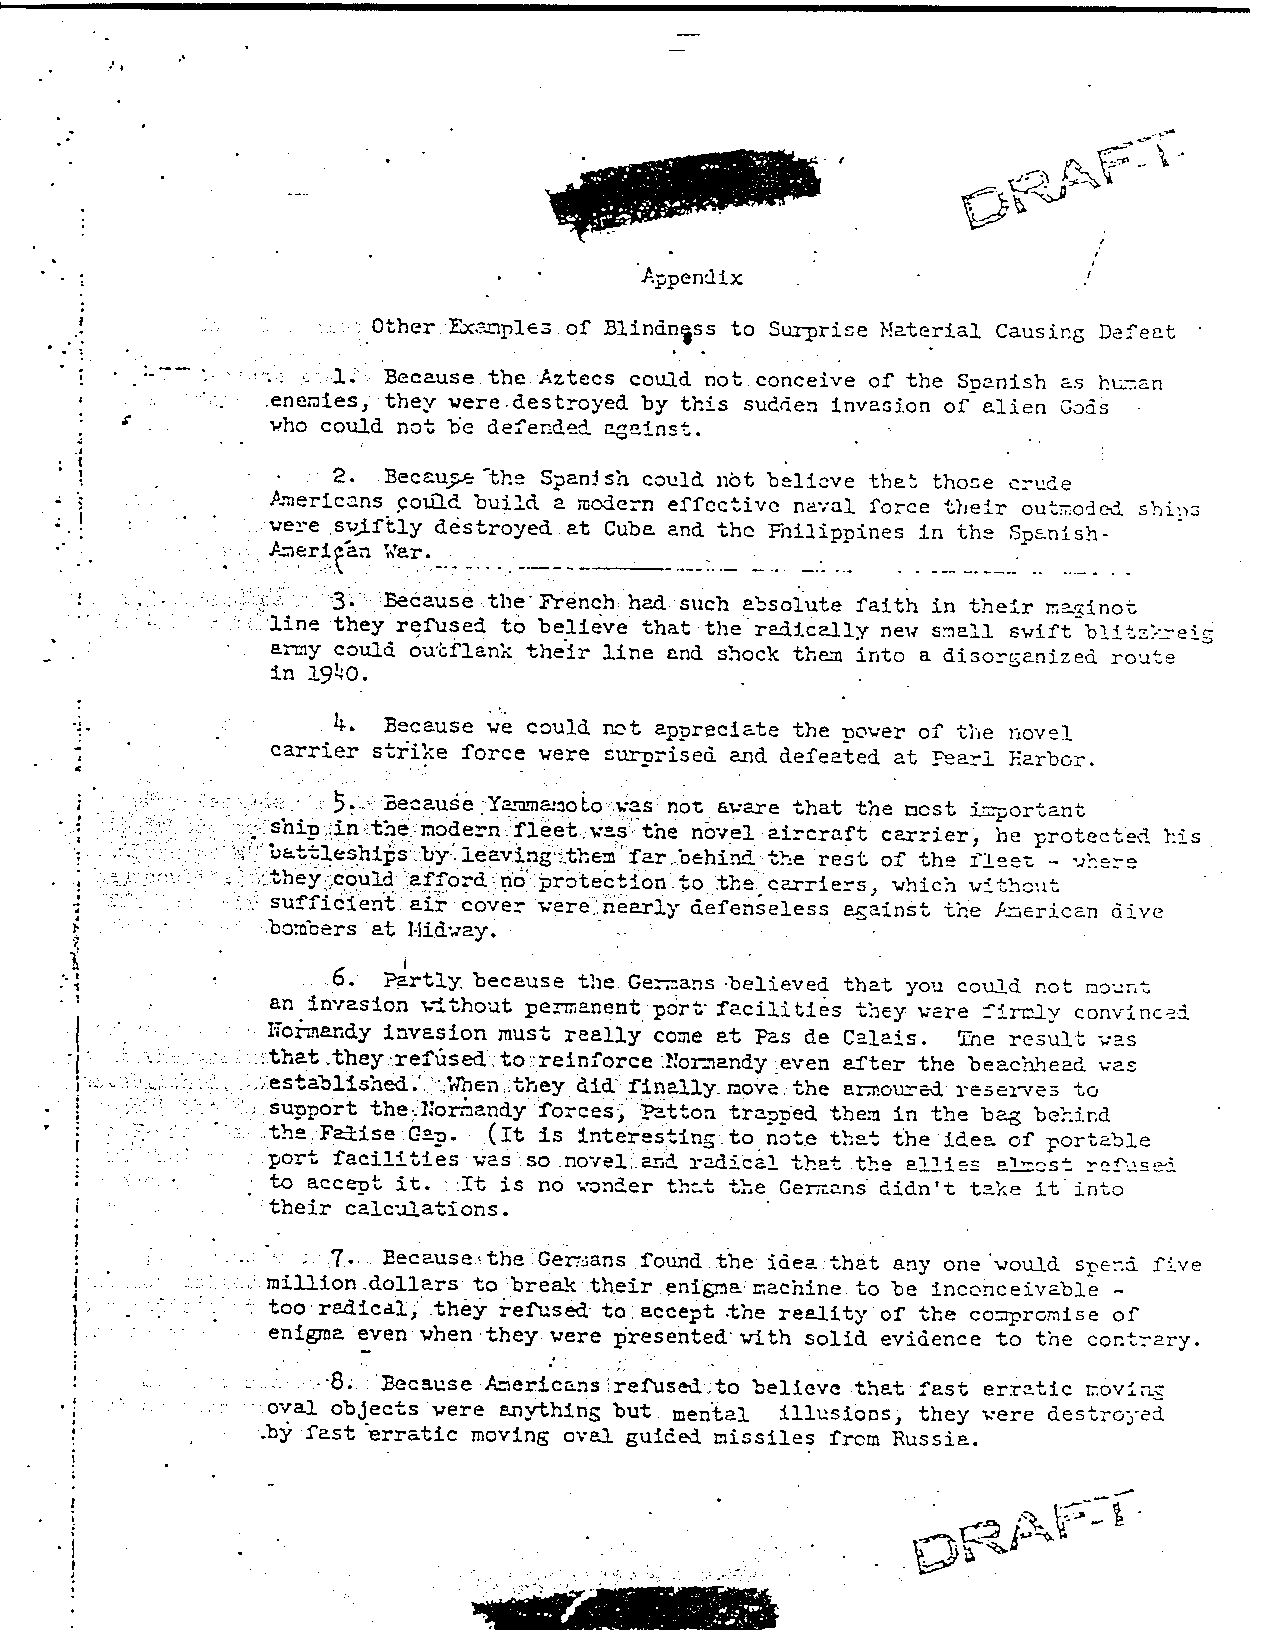 DRAFT
Appendix
Other Examples of Blindness to Surprise Material Causing Defeat
1. Because the Aztecs could not conceive of the Spanish as human
enemies, they were destroyed by this sudden invasion of alien Gods
who could not be defended against.
2. Because the Spanish could not believe that those crude
Americans could build a modern effective naval force their outmoded ships
were swiftly destroyed at Cuba and the Philippines in the Spanish-
American War.
3. Because the French had such absolute faith in their maginot
line they refused to believe that the radically new small swift blitzkreig
army could outflank their line and shock them into a disorganized route
in 1940.
4. Because we could not appreciate the power of the novel
carrier strike force were surprised and defeated at Pearl Harbor.
5. Because Yammamoto was not aware that the most important
ship in the modern fleet was the novel aircraft carrier, he protected his
battleships by leaving them far behind the rest of the fleet - where
they could afford no protection to the carriers, which without
sufficient air cover were nearly defenseless against the American dive
bombers at Midway.
6. Partly because the Germans believed that you could not mount
an invasion without permanent port facilities they were firmly convinced
Normandy invasion must really come at Pas de Calais. The result was
that they refused to reinforce Normandy even after the beachhead was
established. When they did finally move the armoured reserves to
support the Normandy forces, Patton trapped them in the bag behind
the Falise Gap. (It is interesting to note that the idea of portable
port facilities was so novel and radical that the allies almost refused
to accept it. It is no wonder that the Germans didn't take it into
their calculations.
7. Because the Germans found the idea that any one would spend five
million dollars to break their enigma machine to be inconceivable -
too radical, they refused to accept the reality of the compromise of
enigma even when they were presented with solid evidence to the contrary.
8. Because Americans refused to believe that fast erratic moving
oval objects were anything but mental illusions, they were destroyed
by fast erratic moving oval guided missiles from Russia.
DRAFT